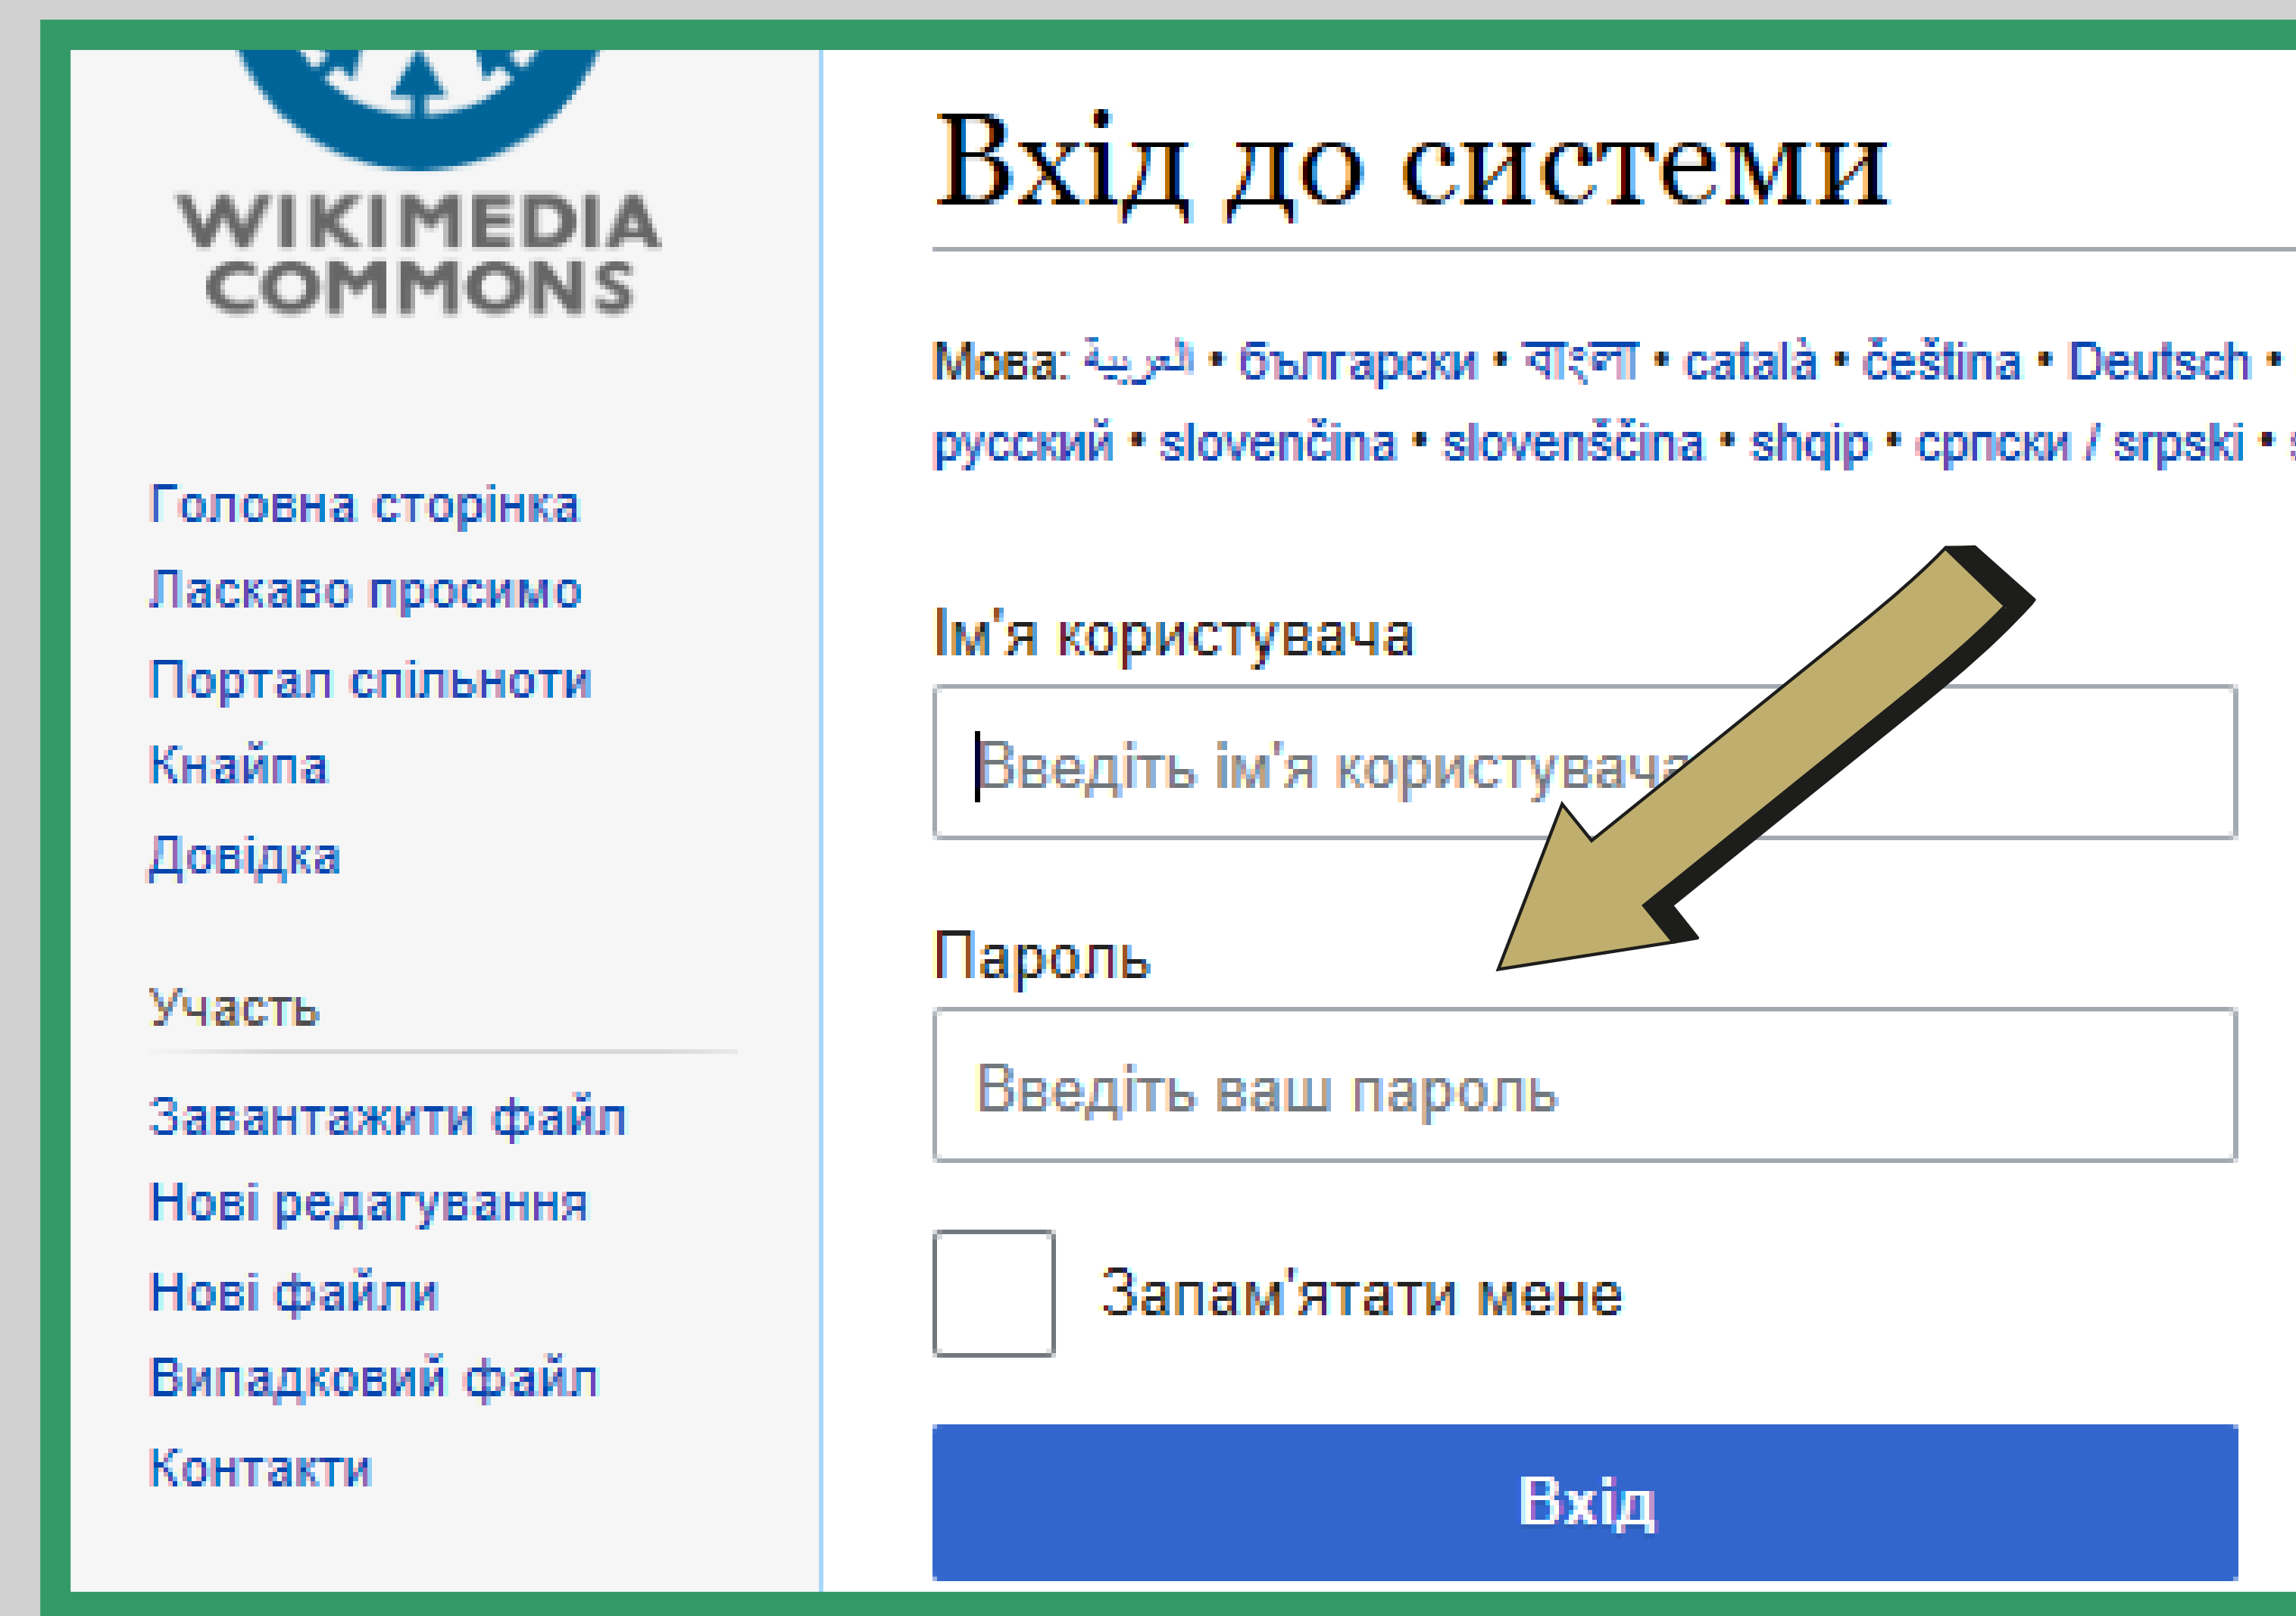 WIKIMEDIA
COMMONS
Головна сторінка
Ласкаво просимо
Портал спільноти
Кнайпа
Довідка
Участь
Завантажити файл
Нові редагування
Нові файли
Випадковий файл
Контакти
Вхід до системи
Мова: العربية • български • বাংলা • català • čeština • Deutsch •
русский • slovenčina • slovenščina • shqip • српски / srpski •
Ім'я користувача
Введіть ім'я користувача
Пароль
Введіть ваш пароль
Запам'ятати мене
Вхід